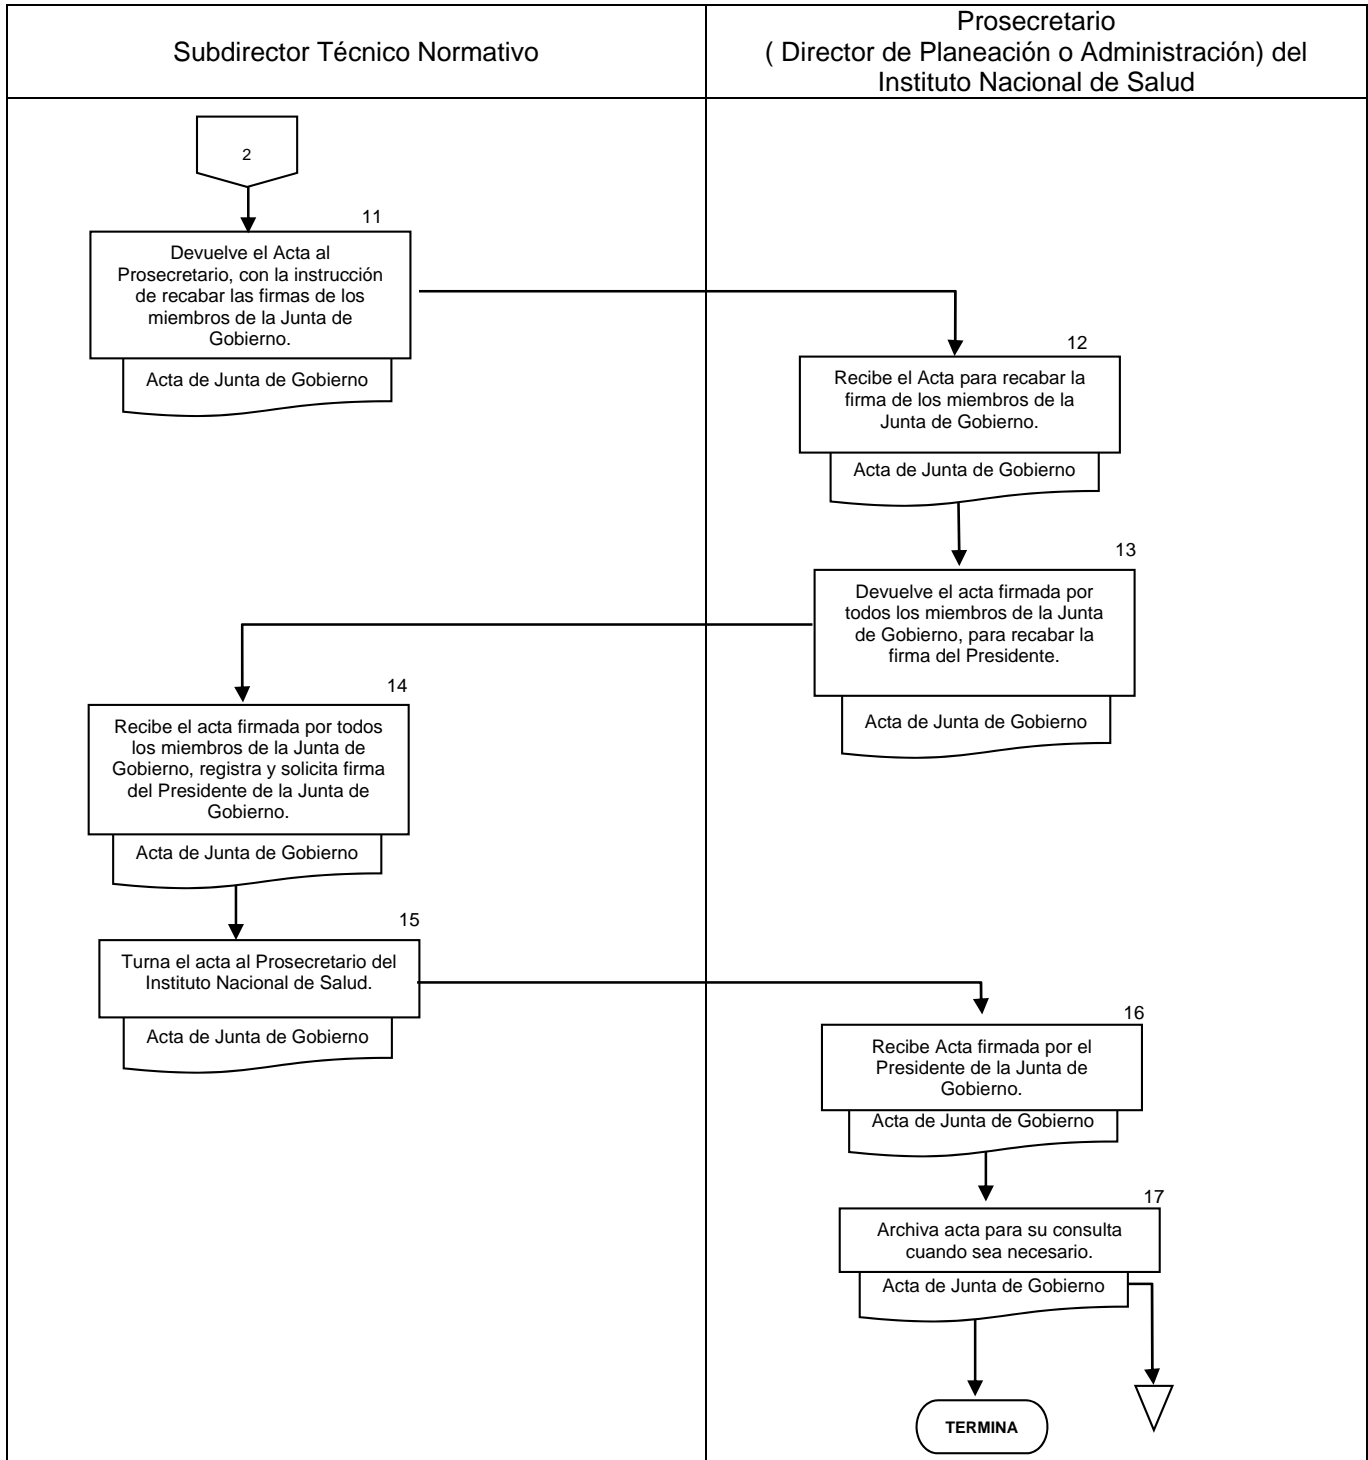 Subdirector Técnico Normativo
Prosecretario
( Director de Planeación o Administración) del
Instituto Nacional de Salud
2
11
Devuelve el Acta al
Prosecretario, con la instrucción
de recabar las firmas de los
miembros de la Junta de
Gobierno.
Acta de Junta de Gobierno
12
Recibe el Acta para recabar la
firma de los miembros de la
Junta de Gobierno.
Acta de Junta de Gobierno
13
Devuelve el acta firmada por
todos los miembros de la Junta
de Gobierno, para recabar la
firma del Presidente.
Acta de Junta de Gobierno
14
Recibe el acta firmada por todos
los miembros de la Junta de
Gobierno, registra y solicita firma
del Presidente de la Junta de
Gobierno.
Acta de Junta de Gobierno
15
Turna el acta al Prosecretario del
Instituto Nacional de Salud.
Acta de Junta de Gobierno
16
Recibe Acta firmada por el
Presidente de la Junta de
Gobierno.
Acta de Junta de Gobierno
17
Archiva acta para su consulta
cuando sea necesario.
Acta de Junta de Gobierno
TERMINA